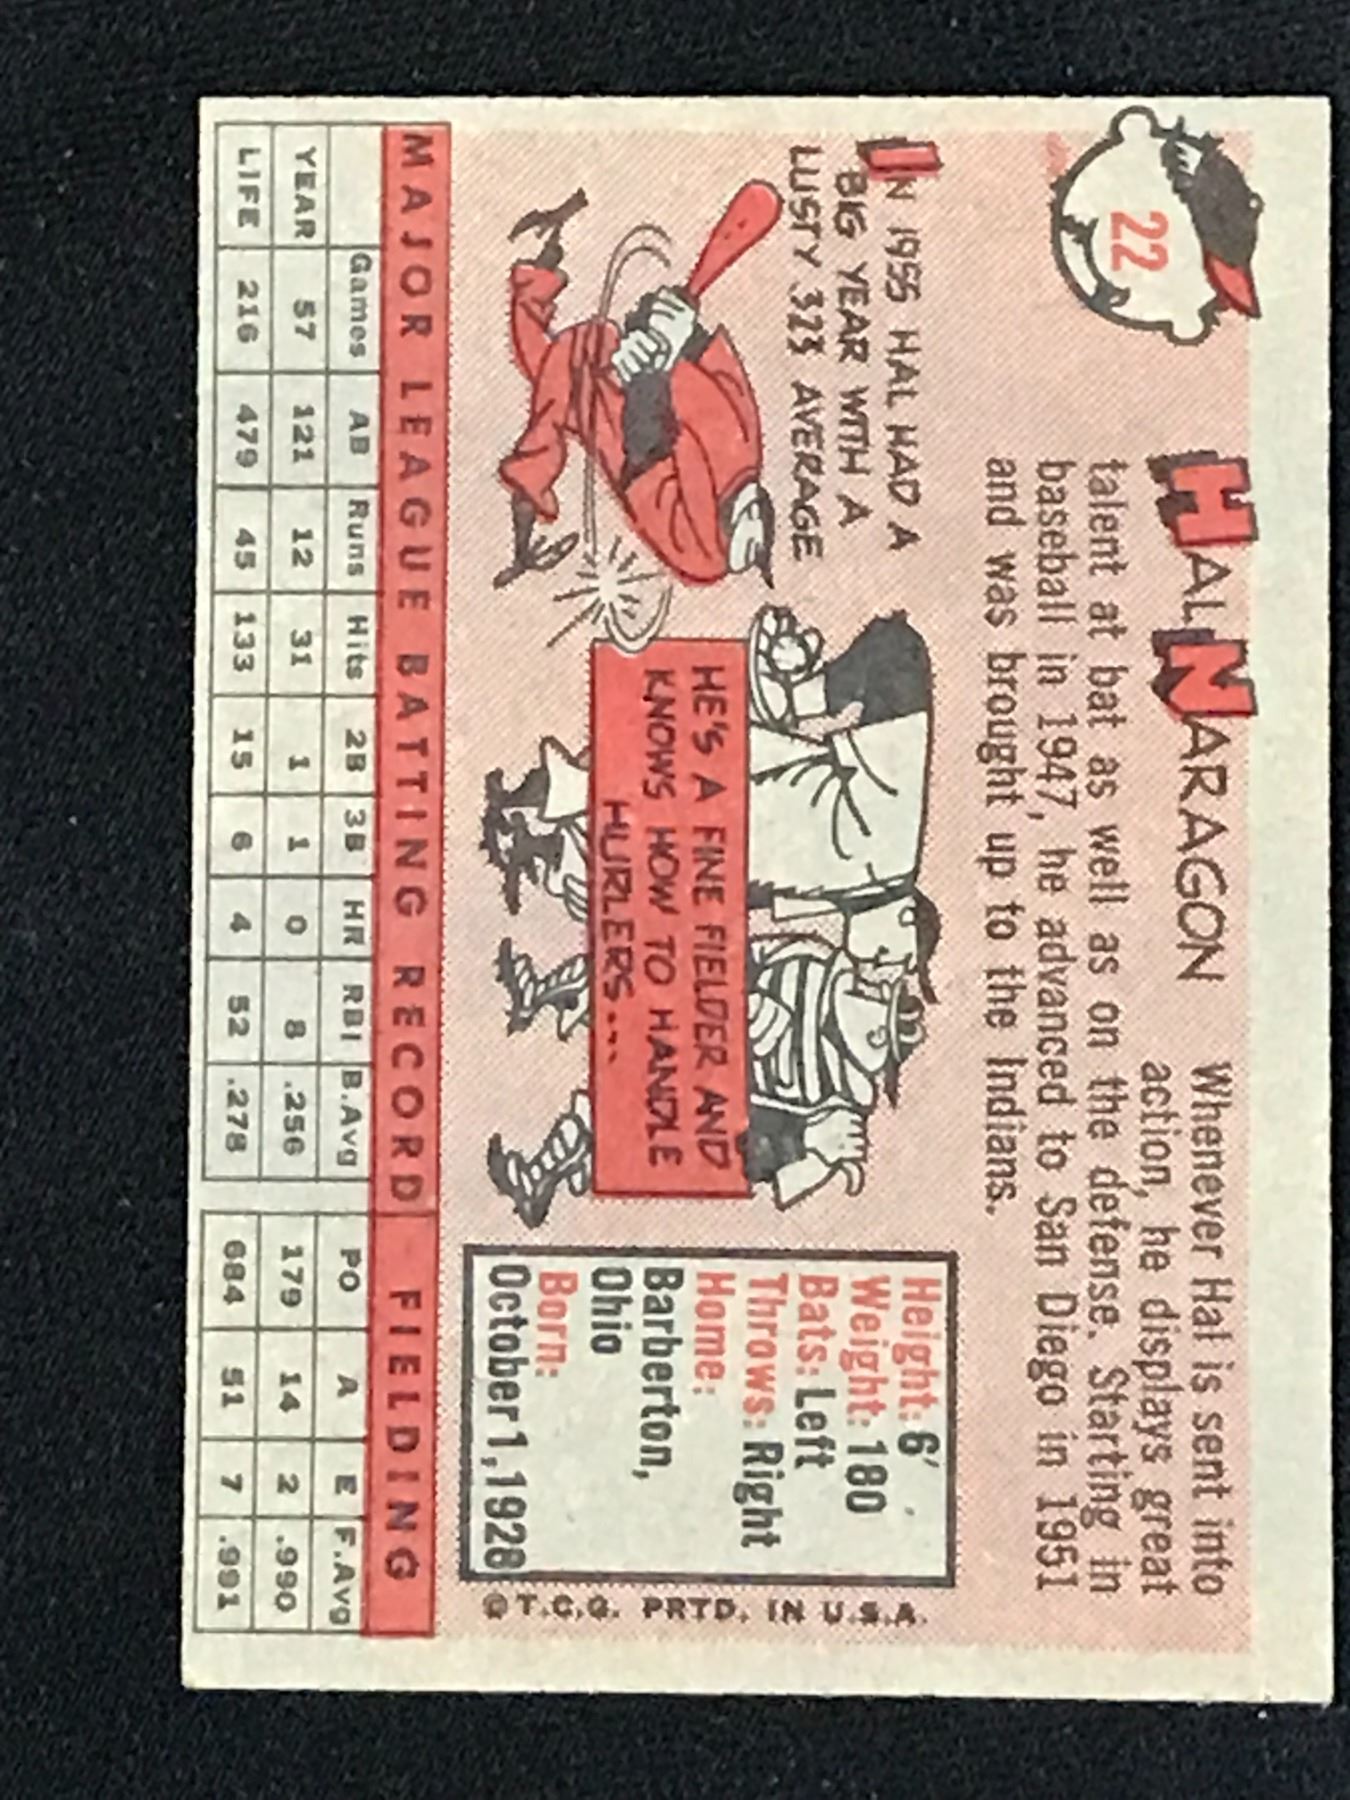 22
HAL NARAGON
Whenever Hal is sent into
action, he displays great
talent at bat as well as on the defense. Starting in
baseball in 1947, he advanced to San Diego in 1951
and was brought up to the Indians.
IN 1955 HAL HAD A
BIG YEAR WITH A
LUSTY .323 AVERAGE
HE'S A FINE FIELDER AND
KNOWS HOW TO HANDLE
HURLERS---
Height: 6'
Weight: 180
Bats: Left
Throws: Right
Home:
Barberton,
Ohio
Born:
October 1, 1928
© T.C.G. PRTD. IN U.S.A.
MAJOR LEAGUE BATTING RECORD FIELDING
Games AB Runs Hits 2B 3B HR RBI B.Avg PO A E F.Avg
YEAR 57 121 12 31 1 1 0 8 .256 179 14 2 .990
LIFE 216 479 45 133 15 6 4 52 .278 684 51 7 .991